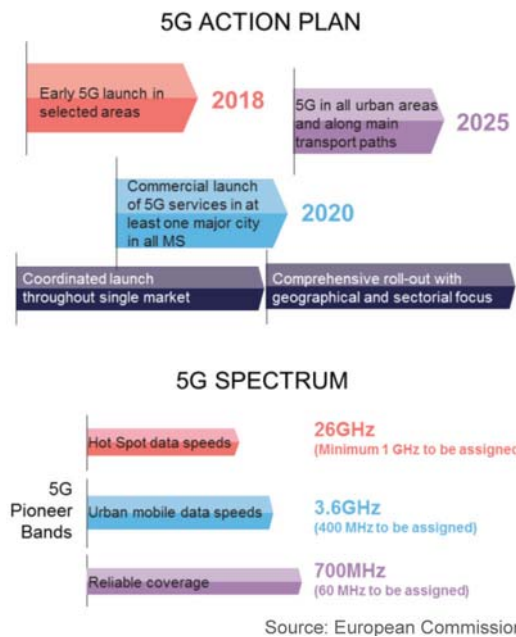 5G ACTION PLAN
Early 5G launch in
selected areas
2018
5G in all urban areas
and along main
transport paths
2025
Commercial launch
of 5G services in at
least one major city
in all MS
2020
Coordinated launch
throughout single market
Comprehensive roll-out with
geographical and sectorial focus
5G SPECTRUM
5G
Pioneer
Bands
Hot Spot data speeds
26GHz
(Minimum 1 GHz to be assigned
Urban mobile data speeds
3.6GHz
(400 MHz to be assigned)
Reliable coverage
700MHz
(60 MHz to be assigned)
Source: European Commission